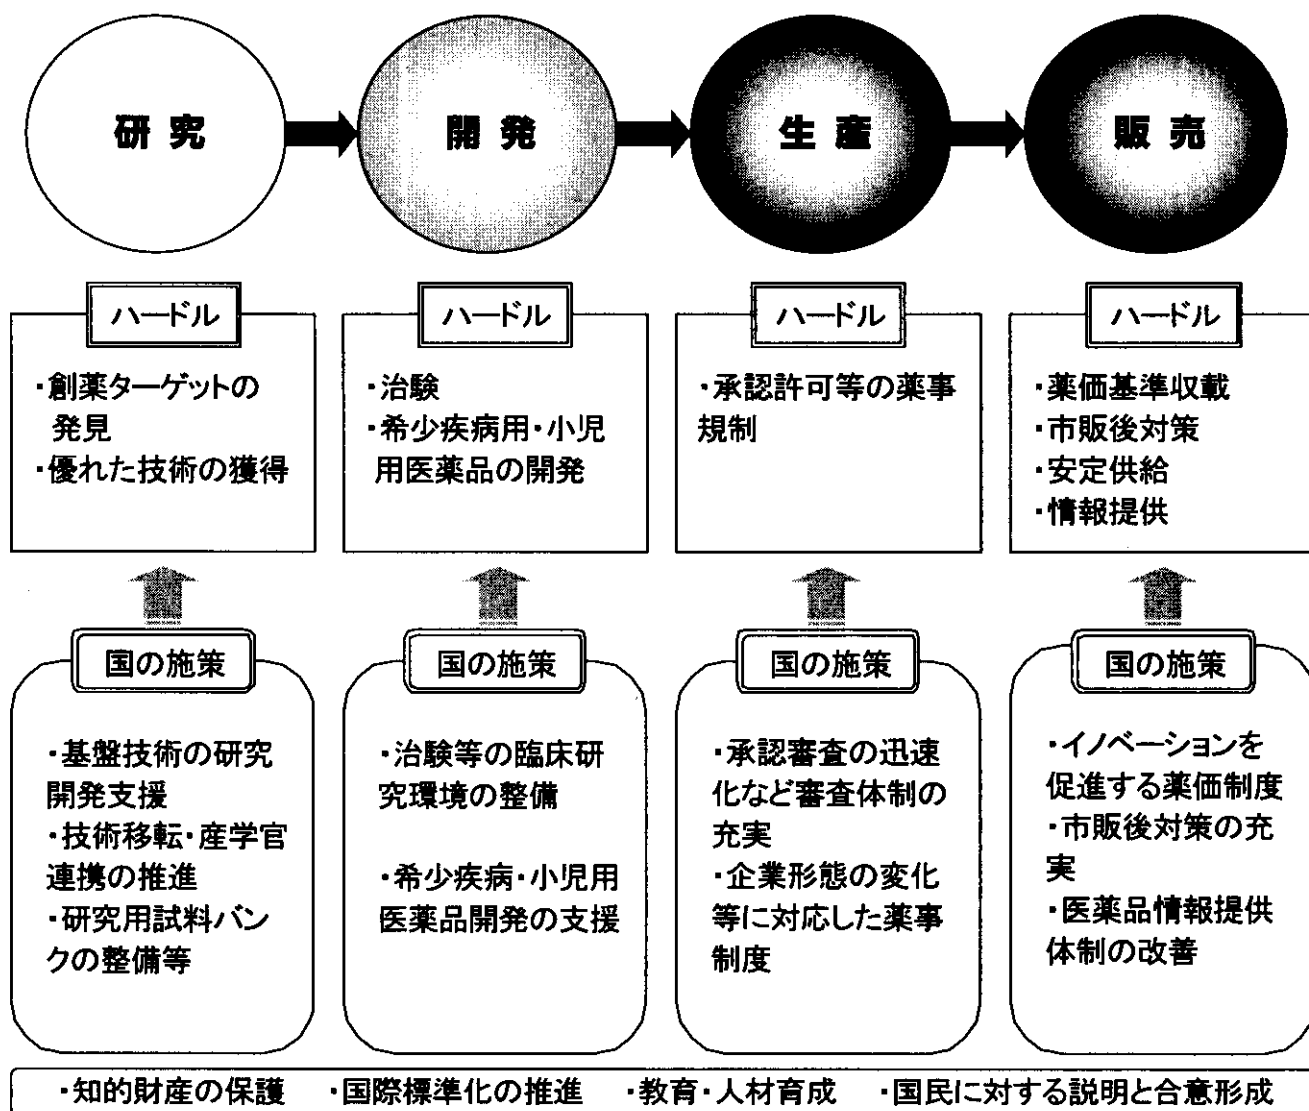 研究
開発
生産
販売
ハードル
・創薬ターゲットの
発見
・優れた技術の獲得
ハードル
・治験
・希少疾病用・小児
用医薬品の開発
ハードル
・承認許可等の薬事
規制
ハードル
・薬価基準収載
・市販後対策
・安定供給
・情報提供
国の施策
・基盤技術の研究
開発支援
・技術移転・産学官
連携の推進
・研究用試料バン
クの整備等
国の施策
・治験等の臨床研
究環境の整備
・希少疾病・小児用
医薬品開発の支援
国の施策
・承認審査の迅速
化など審査体制の
充実
・企業形態の変化
等に対応した薬事
制度
国の施策
・イノベーションを
促進する薬価制度
・市販後対策の充
実
・医薬品情報提供
体制の改善
・知的財産の保護 ・国際標準化の推進 ・教育・人材育成 ・国民に対する説明と合意形成